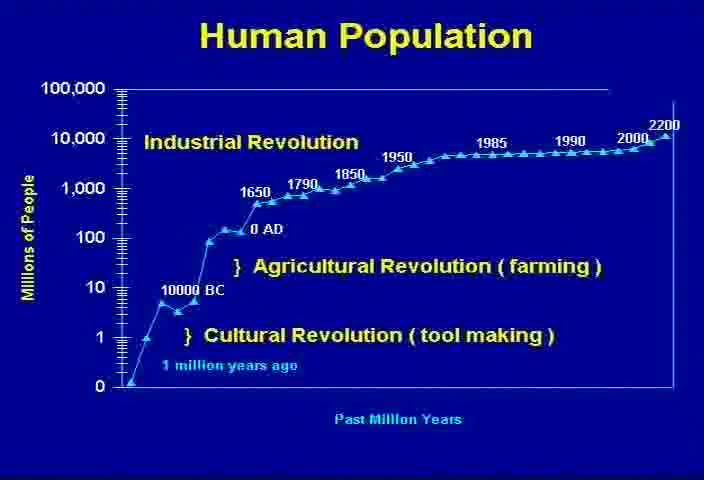 Human Population
100,000
10,000
1,000
100
10
1
0
Millions of People
Industrial Revolution
1650
1790
1850
1950
1985
1990
2000
2200
0 AD
} Agricultural Revolution ( farming )
10000 BC
} Cultural Revolution ( tool making )
1 million years ago
Past Million Years